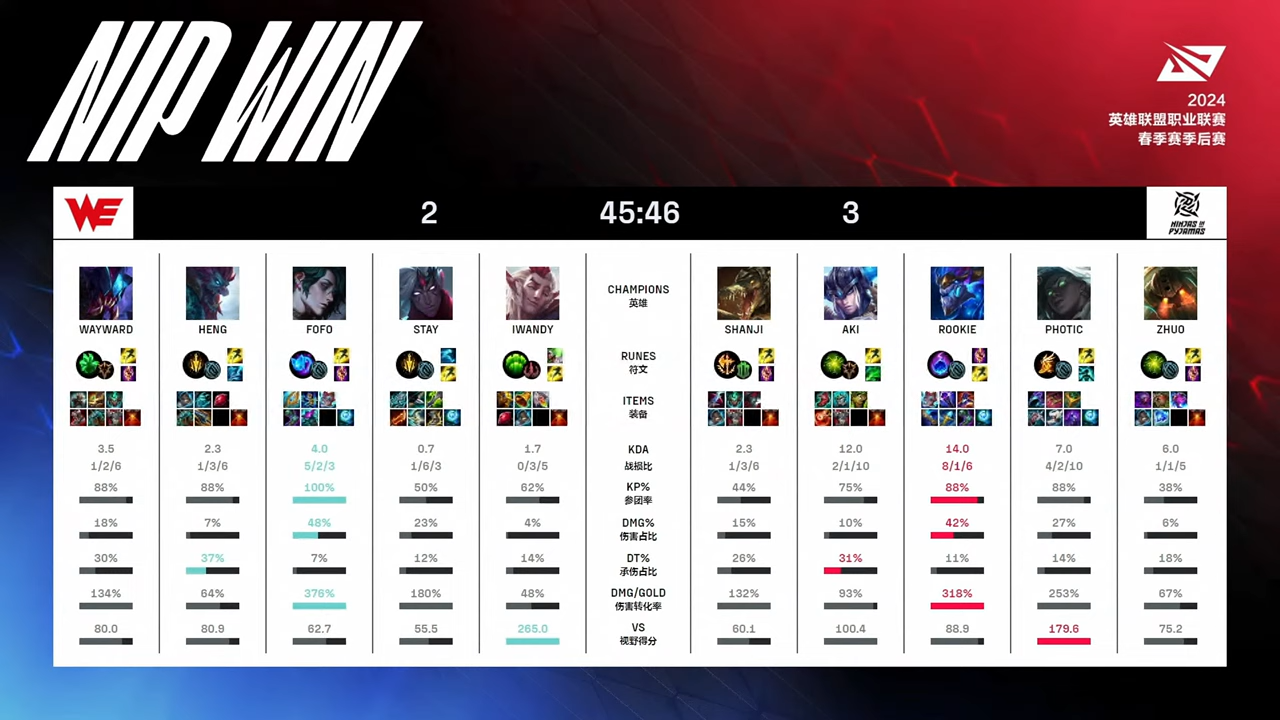 NIP WIN
2024
英雄联盟职业联赛
春季赛季后赛
WE 2 45:46 3 NINJAS IN PYJAMAS
CHAMPIONS
英雄
WAYWARD HENG FOFO STAY IWANDY SHANJI AKI ROOKIE PHOTIC ZHUO
RUNES
符文
ITEMS
装备
3.5 2.3 4.0 0.7 1.7 KDA 2.3 12.0 14.0 7.0 6.0
1/2/6 1/3/6 5/2/3 1/6/3 0/3/5 战损比 1/3/6 2/1/10 8/1/6 4/2/10 1/1/5
88% 88% 100% 50% 62% KP% 44% 75% 88% 88% 38%
参团率
18% 7% 48% 23% 4% DMG% 15% 10% 42% 27% 6%
伤害占比
30% 37% 7% 12% 14% DT% 26% 31% 11% 14% 18%
承伤占比
134% 64% 376% 180% 48% DMG/GOLD 132% 93% 318% 253% 67%
伤害转化率
80.0 80.9 62.7 55.5 265.0 VS 60.1 100.4 88.9 179.6 75.2
视野得分